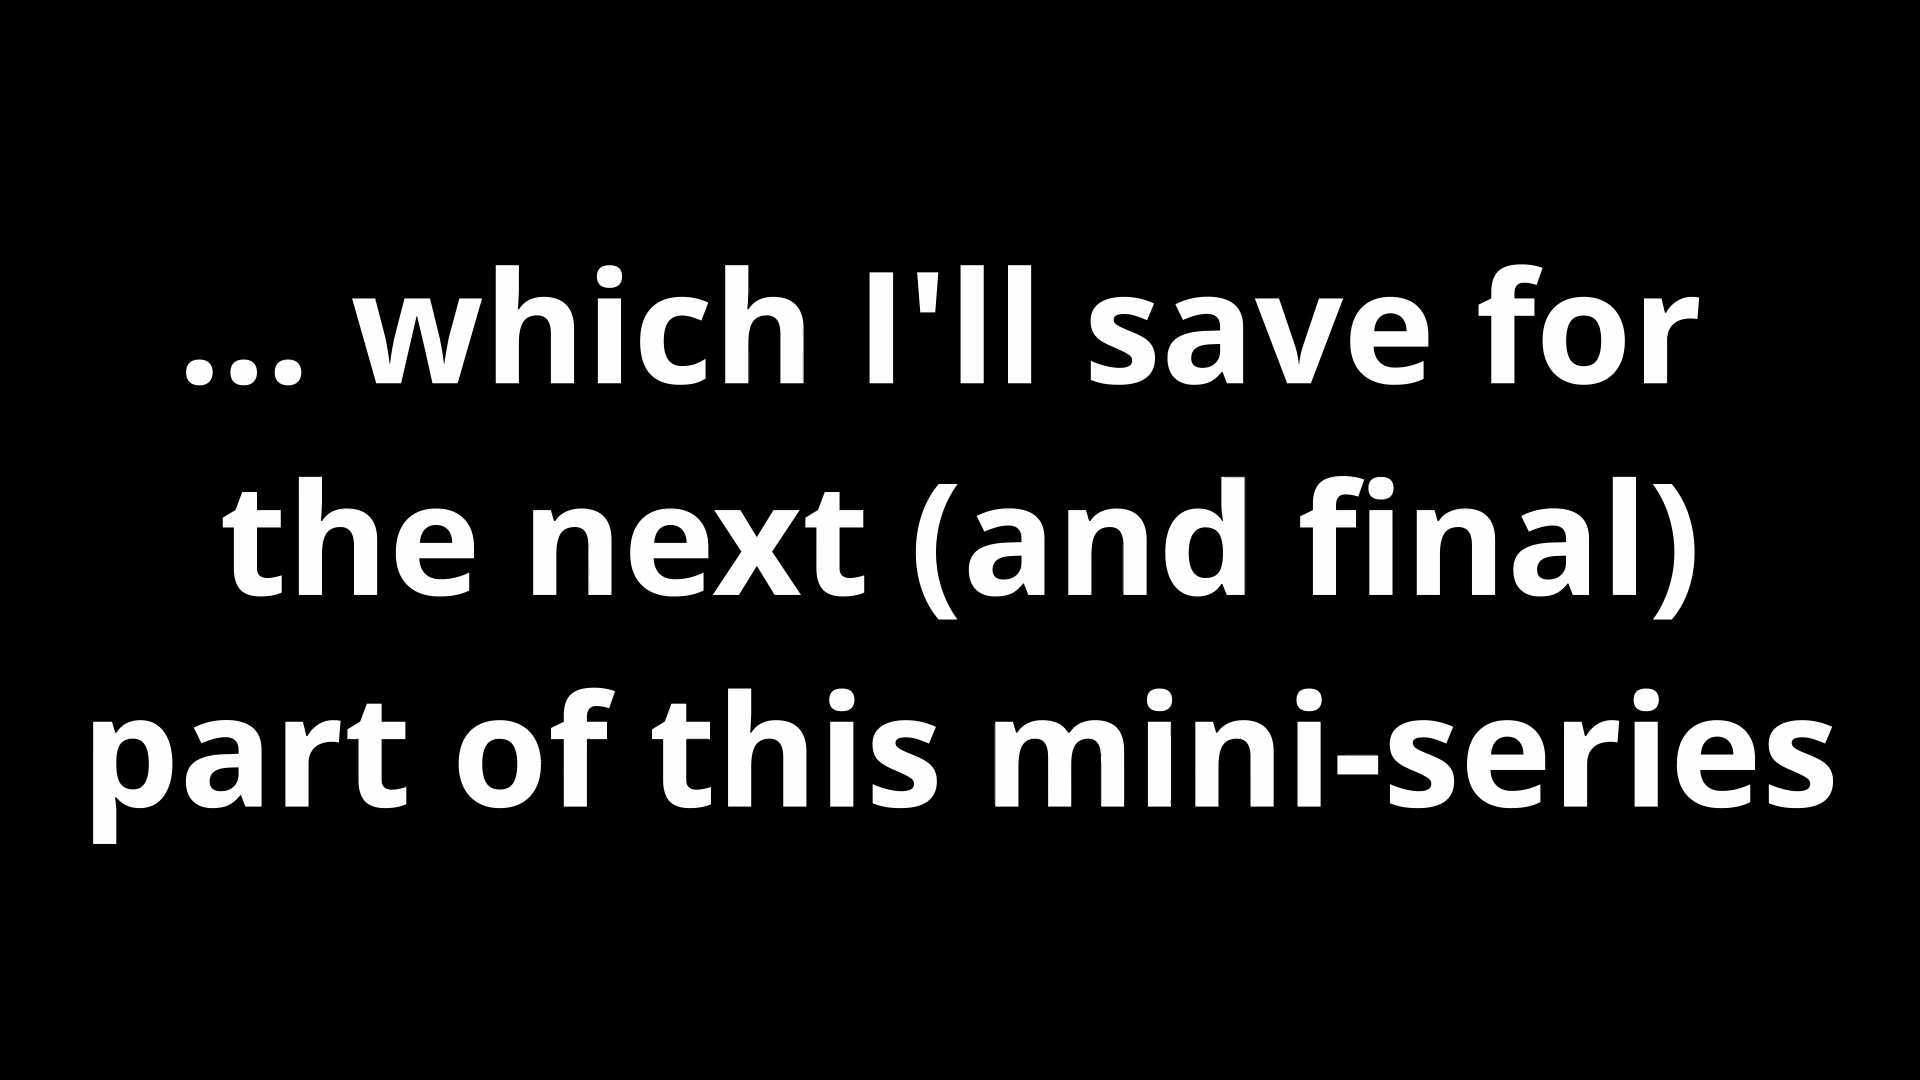 ... which I'll save for
the next (and final)
part of this mini-series